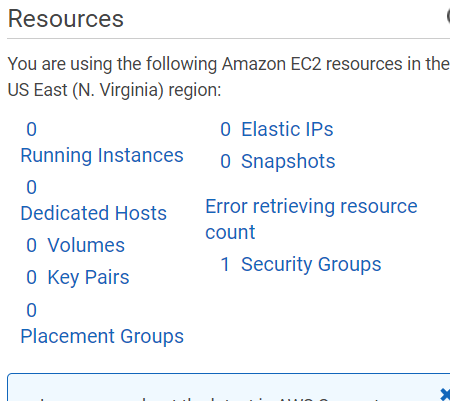 Resources
You are using the following Amazon EC2 resources in the
US East (N. Virginia) region:
0
Running Instances
0
Dedicated Hosts
0 Volumes
0 Key Pairs
0
Placement Groups
0 Elastic IPs
0 Snapshots
Error retrieving resource
count
1 Security Groups